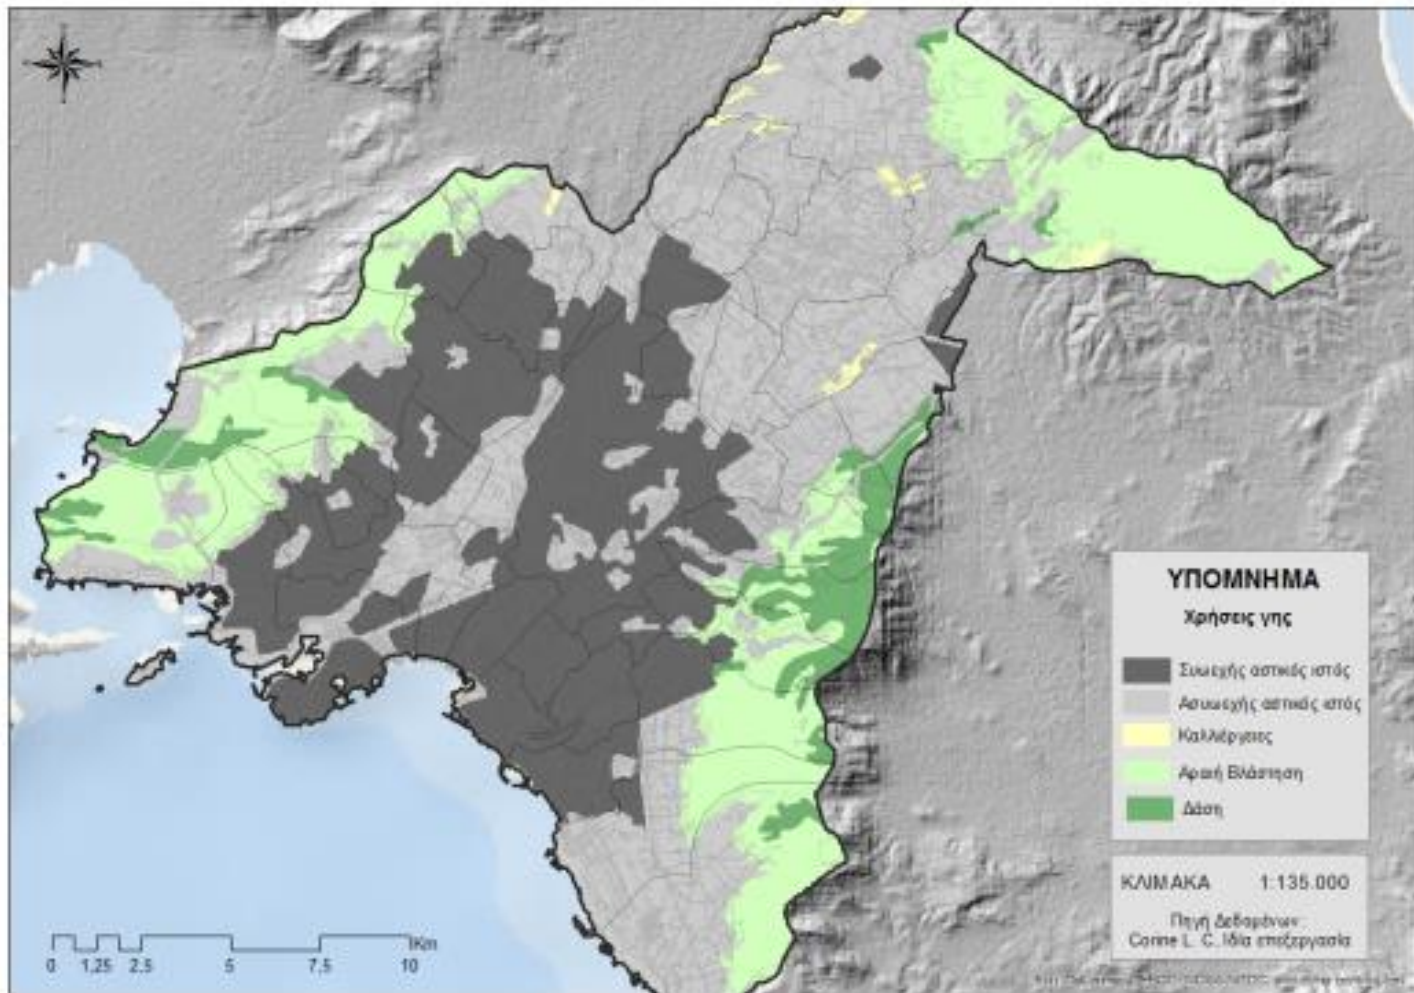 ΥΠΟΜΝΗΜΑ
Χρήσεις γης
Συνεχής αστικός ιστός
Ασυνεχής αστικός ιστός
Καλλιέργειες
Αραιή Βλάστηση
Δάση
ΚΛΙΜΑΚΑ 1:135.000
Πηγή Δεδομένων:
Corine L. C. Ιδία επεξεργασία
Km
0 1,25 2,5 5 7,5 10